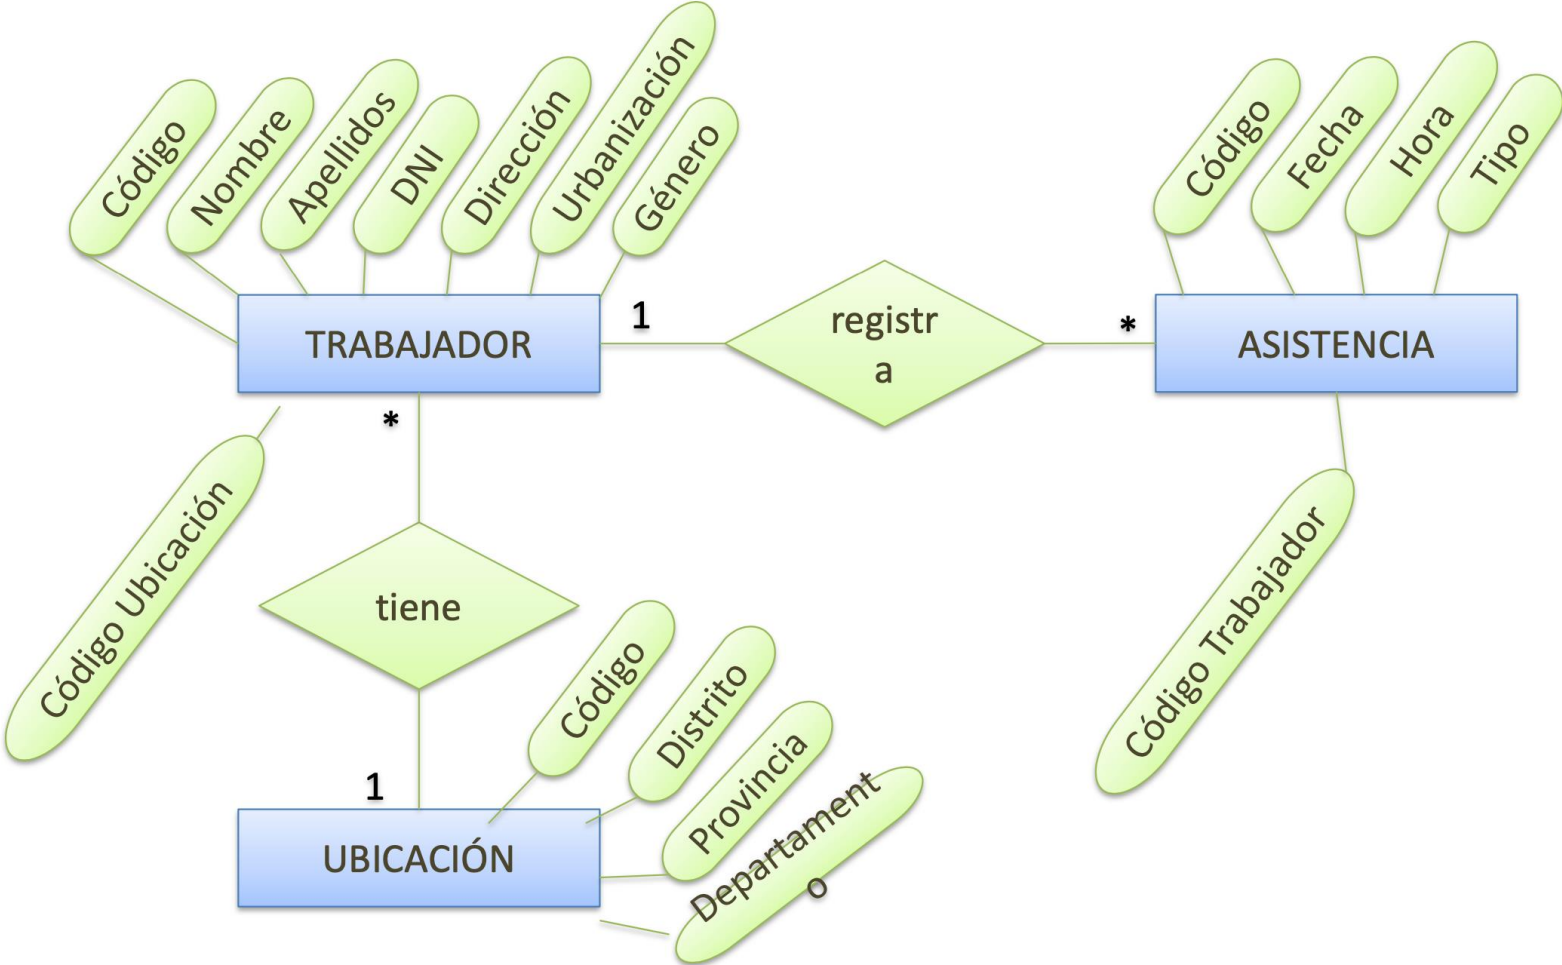 Código
Nombre
Apellidos
DNI
Dirección
Urbanización
Género
Código
Fecha
Hora
Tipo
TRABAJADOR
1
registr
a
*
ASISTENCIA
*
Código Ubicación
tiene
Código Trabajador
1
UBICACIÓN
Código
Distrito
Provincia
Departament
o